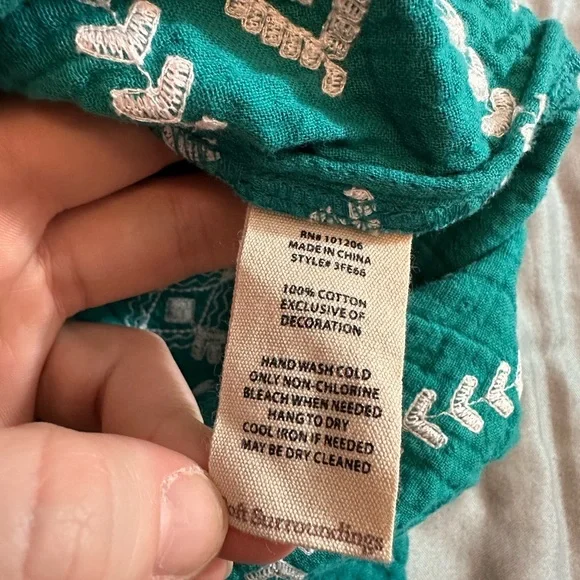 RN# 101206
MADE IN CHINA
STYLE# 3FE66
100% COTTON
EXCLUSIVE OF
DECORATION
HAND WASH COLD
ONLY NON-CHLORINE
BLEACH WHEN NEEDED
HANG TO DRY
COOL IRON IF NEEDED
MAY BE DRY CLEANED
Soft Surroundings